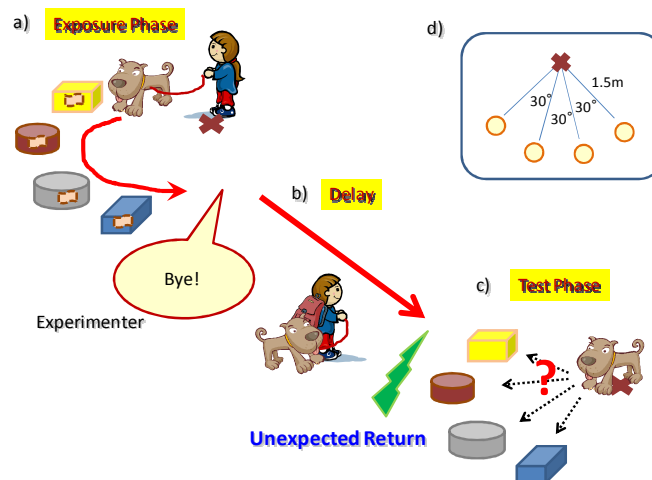 a) Exposure Phase
d)
1.5m
30°
30°
30°
b) Delay
Bye!
Experimenter
c) Test Phase
?
Unexpected Return